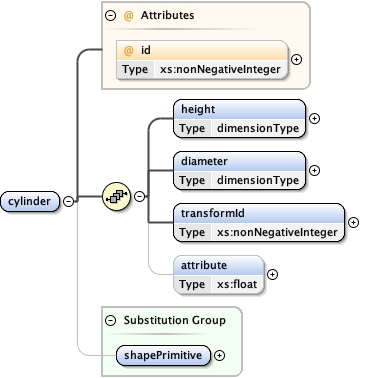 @ Attributes
@ id
Type xs:nonNegativeInteger
height
Type dimensionType
diameter
Type dimensionType
cylinder
transformId
Type xs:nonNegativeInteger
attribute
Type xs:float
Substitution Group
shapePrimitive